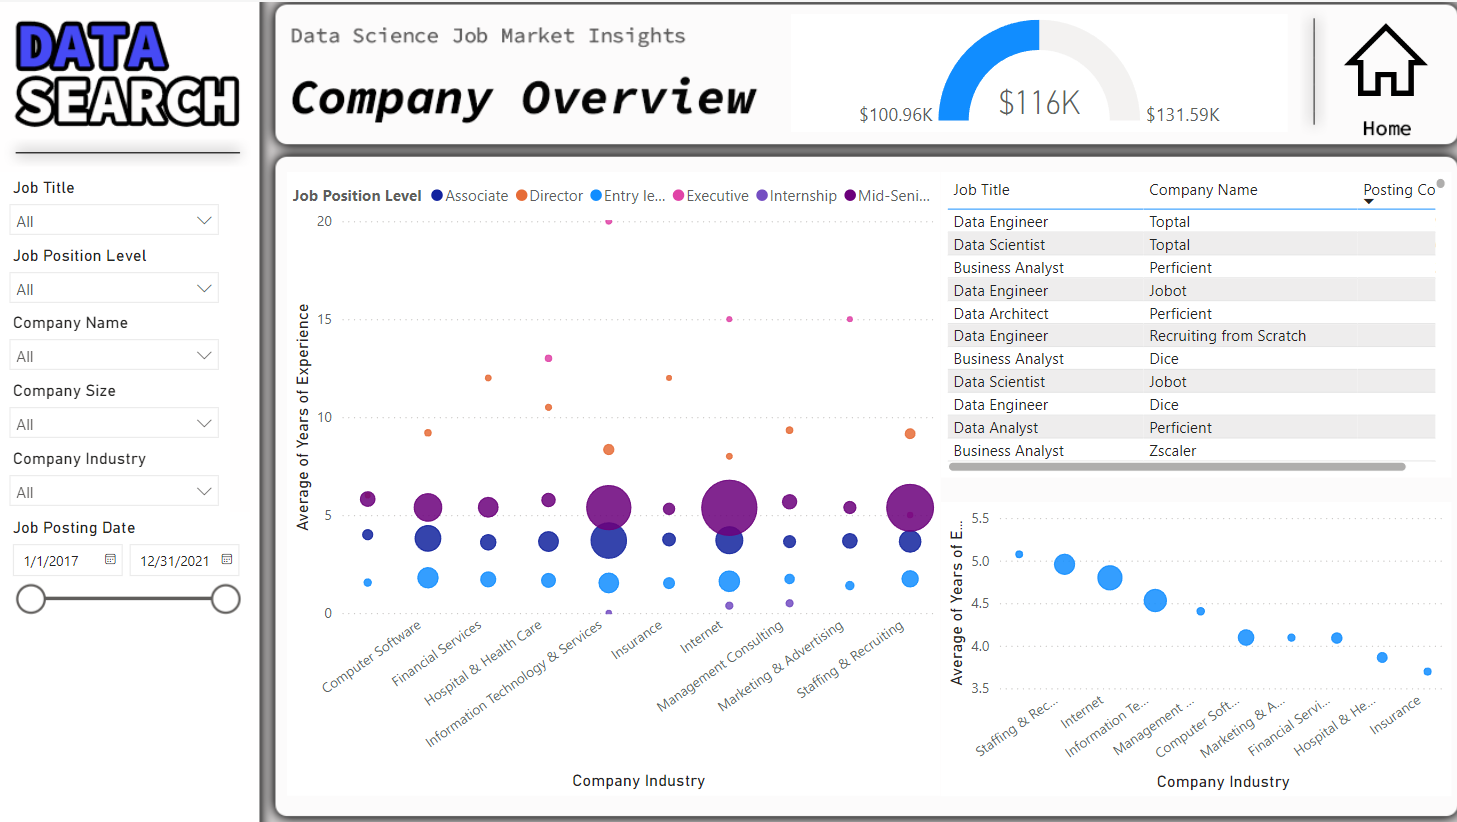 DATA
SEARCH
Job Title
All
Job Position Level
All
Company Name
All
Company Size
All
Company Industry
All
Job Posting Date
1/1/2017
12/31/2021
Data Science Job Market Insights
Company Overview
$100.96K
$116K
$131.59K
Home
Job Position Level Associate Director Entry le... Executive Internship Mid-Seni...
20
15
10
5
0
Average of Years of Experience
Computer Software
Financial Services
Hospital & Health Care
Information Technology & Services
Insurance
Internet
Management Consulting
Marketing & Advertising
Staffing & Recruiting
Company Industry
Job Title Company Name Posting Co
Data Engineer Toptal
Data Scientist Toptal
Business Analyst Perficient
Data Engineer Jobot
Data Architect Perficient
Data Engineer Recruiting from Scratch
Business Analyst Dice
Data Scientist Jobot
Data Engineer Dice
Data Analyst Perficient
Business Analyst Zscaler
5.5
5.0
4.5
4.0
3.5
Average of Years of E...
Staffing & Rec...
Internet
Information Te...
Management ...
Computer Soft...
Marketing & A...
Financial Servi...
Hospital & He...
Insurance
Company Industry